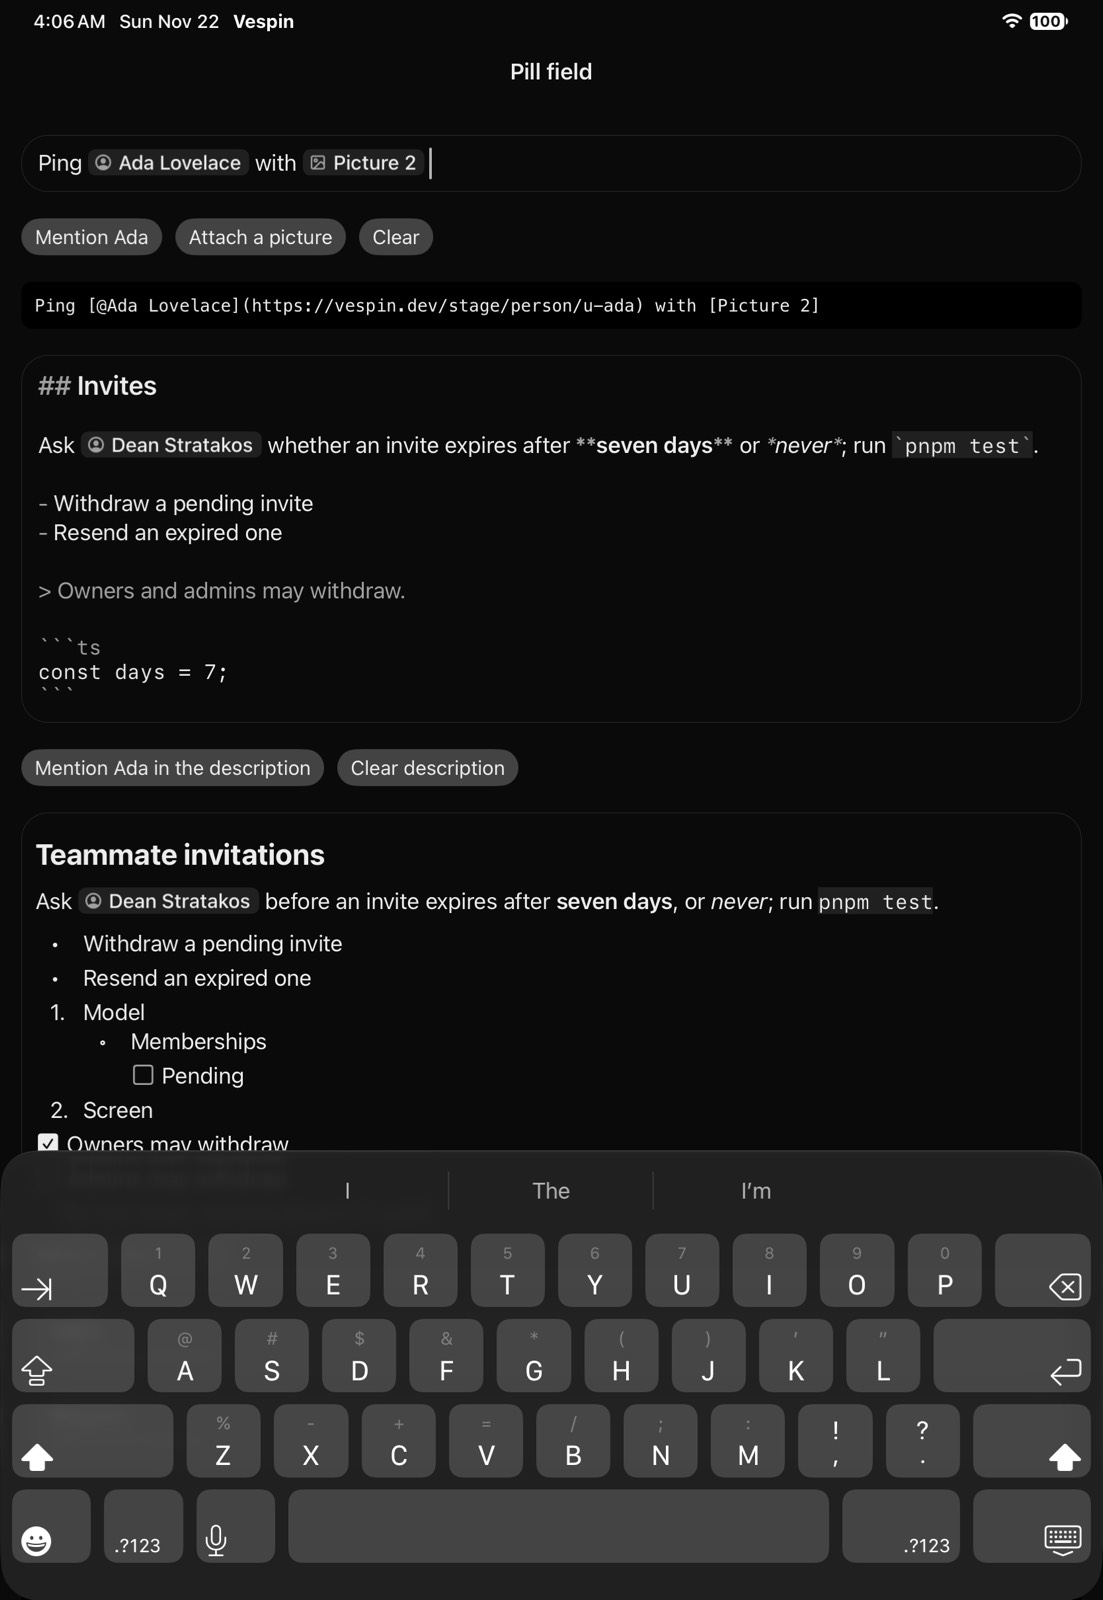 4:06 AM Sun Nov 22 Vespin 100
Pill field
Ping Ada Lovelace with Picture 2
Mention Ada Attach a picture Clear
Ping [@Ada Lovelace](https://vespin.dev/stage/person/u-ada) with [Picture 2]
## Invites
Ask Dean Stratakos whether an invite expires after **seven days** or *never*; run `pnpm test`.
- Withdraw a pending invite
- Resend an expired one
> Owners and admins may withdraw.
```ts
const days = 7;
```
Mention Ada in the description Clear description
Teammate invitations
Ask Dean Stratakos before an invite expires after seven days, or never; run pnpm test.
• Withdraw a pending invite
• Resend an expired one
1. Model
◦ Memberships
Pending
2. Screen
Owners may withdraw
I The I'm
1 2 3 4 5 6 7 8 9 0
Q W E R T Y U I O P
@ # $ & * ( ) ' "
A S D F G H J K L
% - + = / ; : ! ?
Z X C V B N M , .
.?123 .?123